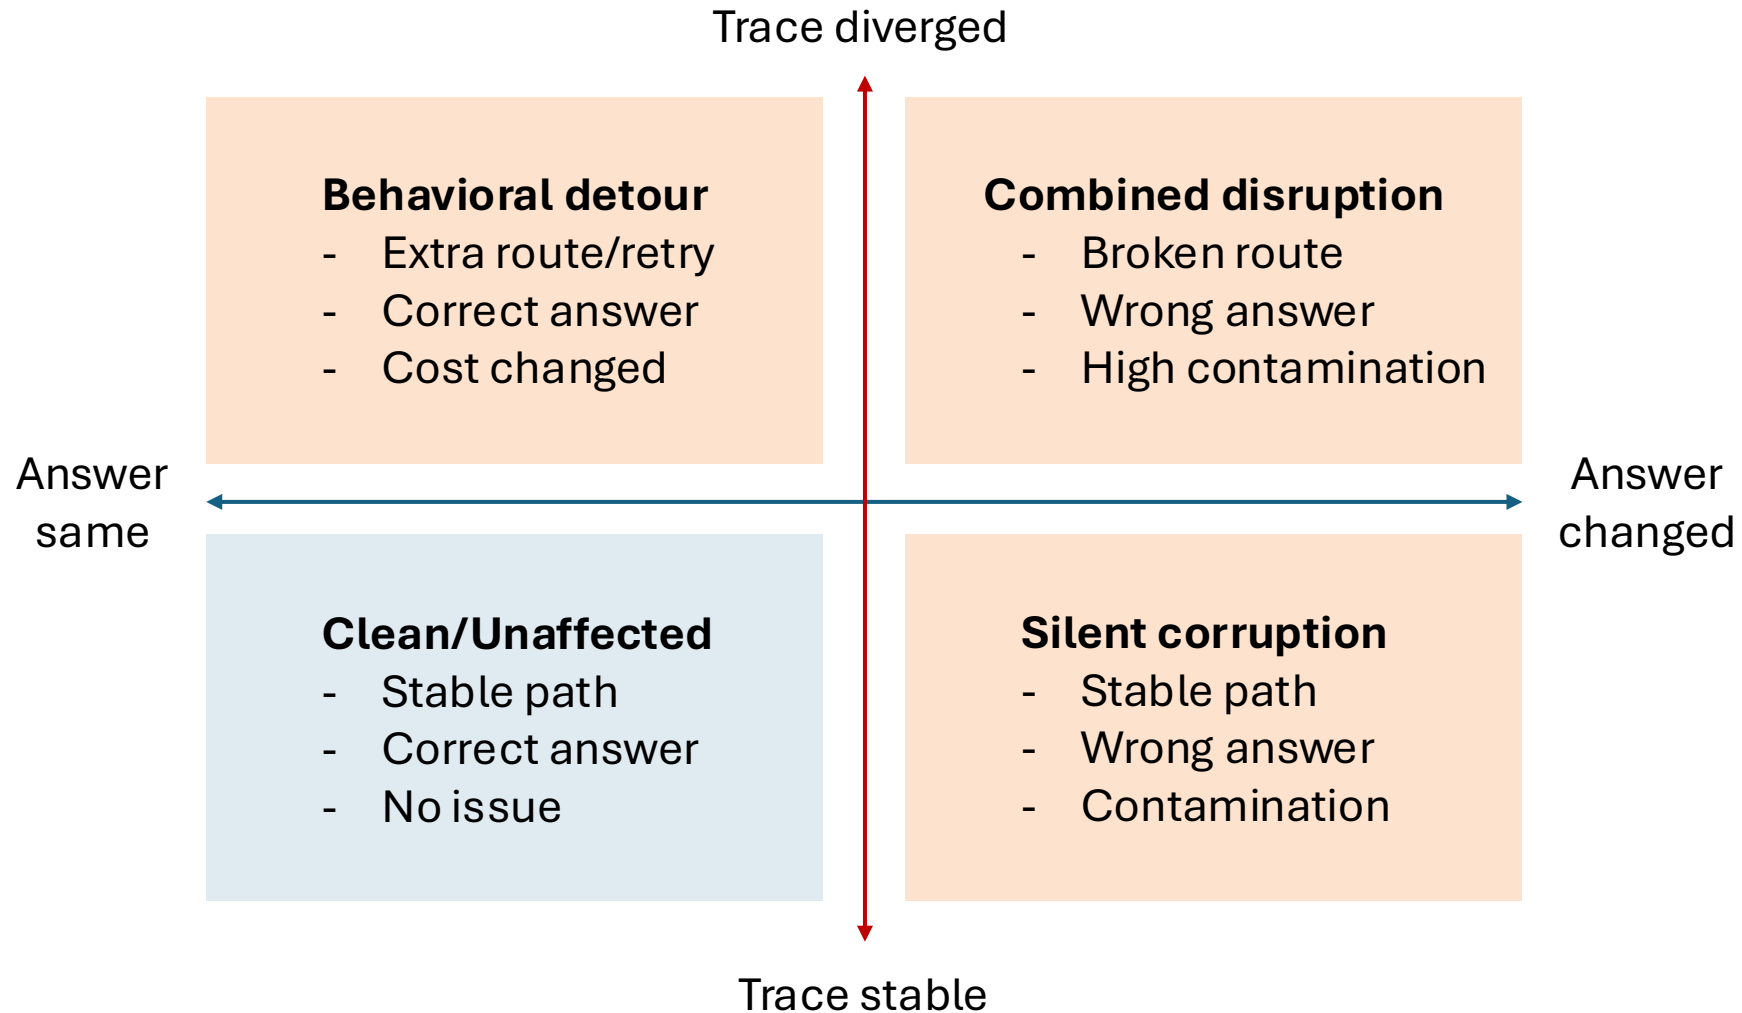 Trace diverged
Behavioral detour
- Extra route/retry
- Correct answer
- Cost changed
Combined disruption
- Broken route
- Wrong answer
- High contamination
Answer
same
Answer
changed
Clean/Unaffected
- Stable path
- Correct answer
- No issue
Silent corruption
- Stable path
- Wrong answer
- Contamination
Trace stable